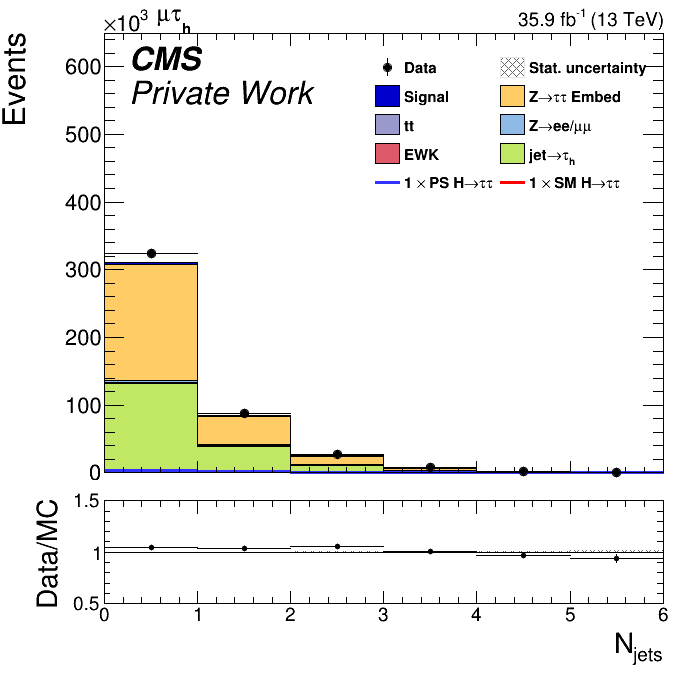 ×10³ μτₕ
35.9 fb⁻¹ (13 TeV)
Events
CMS
Private Work
Data
Stat. uncertainty
Signal
Z→ττ Embed
tt
Z→ee/μμ
EWK
jet→τₕ
1 × PS H→ττ
1 × SM H→ττ
600
500
400
300
200
100
0
Data/MC
1.5
1
0.5
0 1 2 3 4 5 6
N_jets